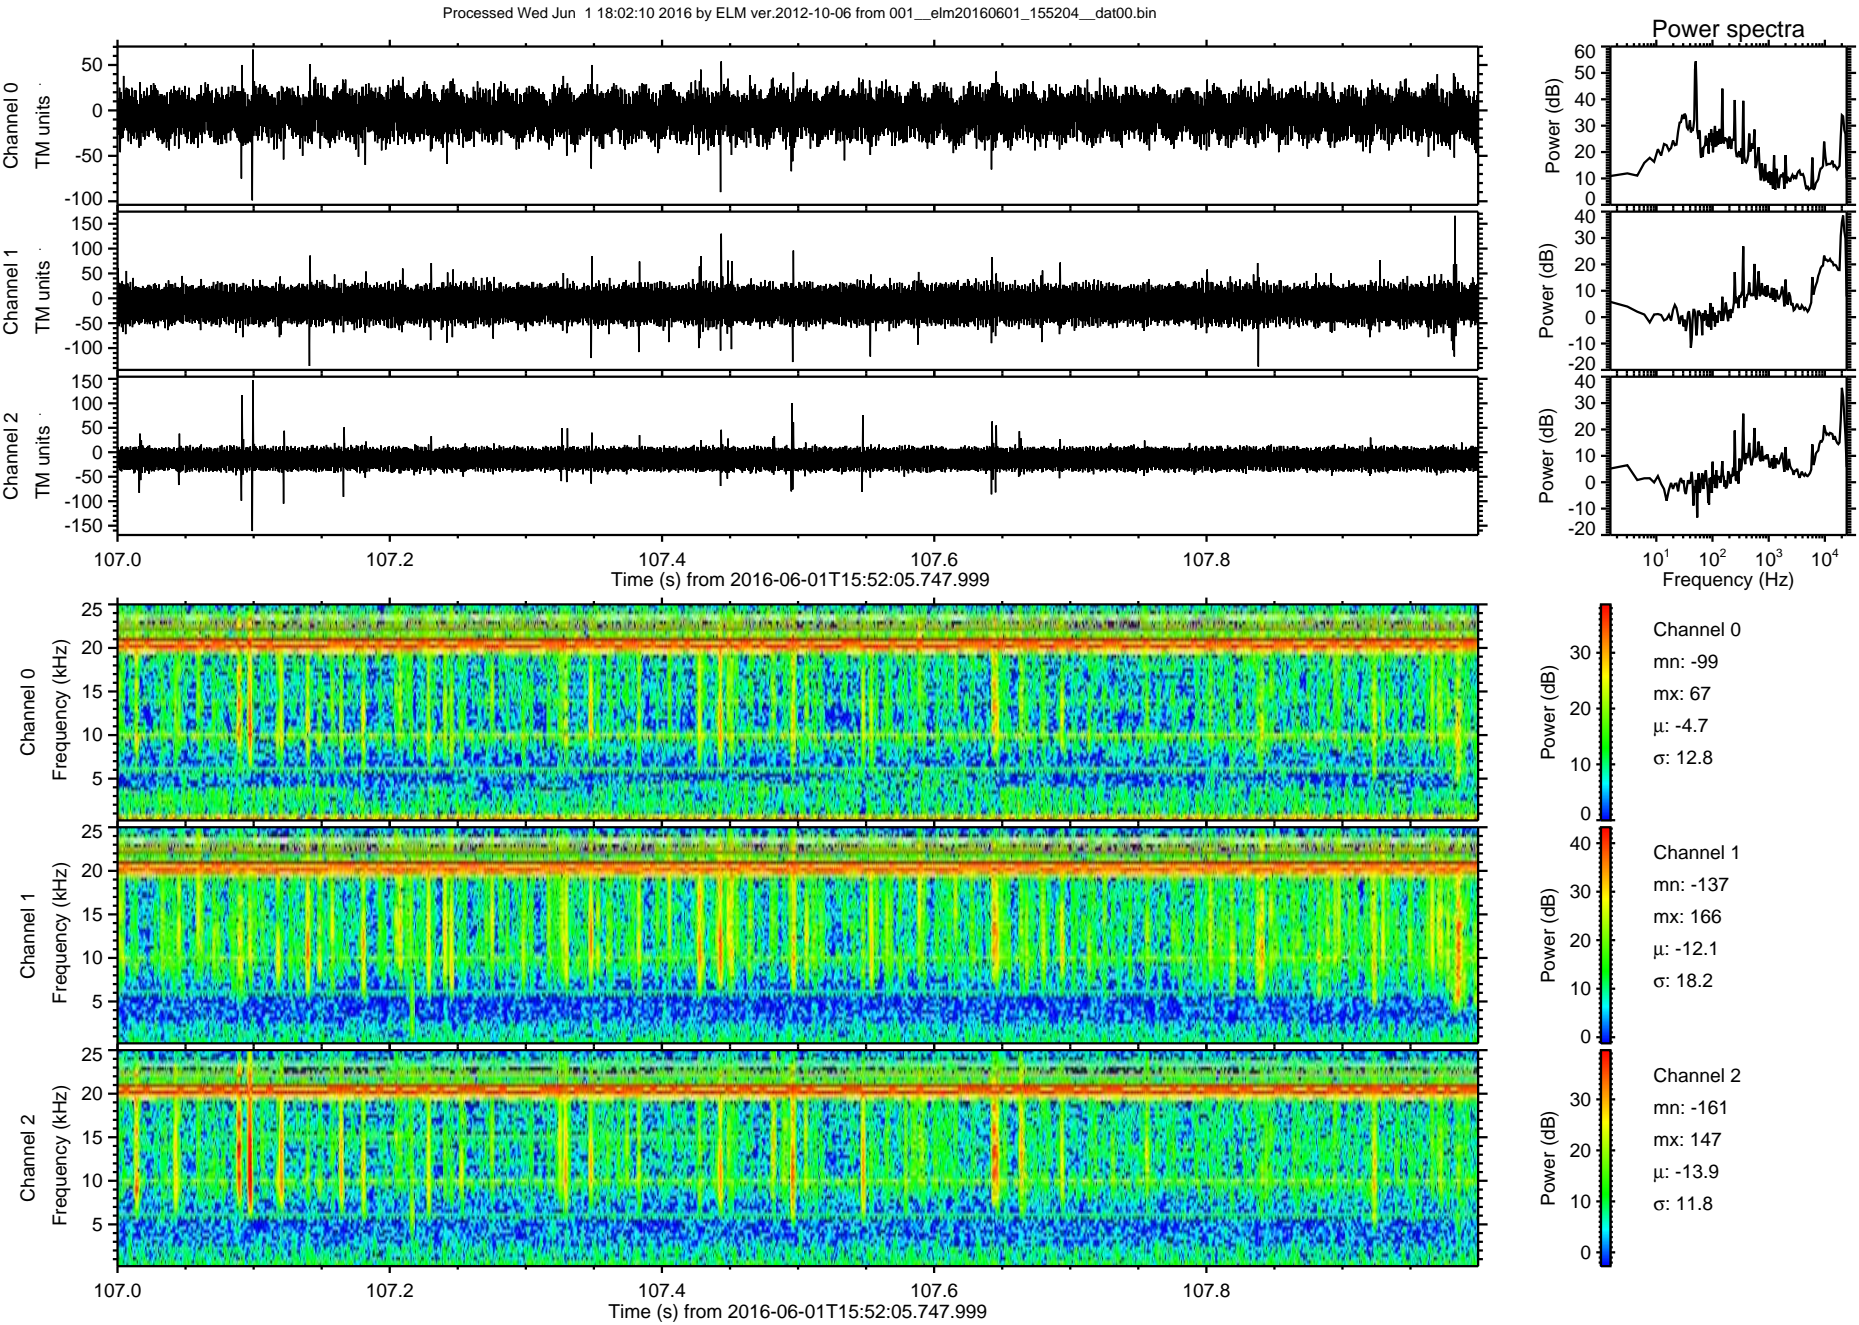 Processed Wed Jun 1 18:02:10 2016 by ELM ver.2012-10-06 from 001__elm20160601_155204__dat00.bin
Power spectra
Channel 0
TM units
50
0
-50
-100
Power (dB)
60
50
40
30
20
10
0
Channel 1
TM units
150
100
50
0
-50
-100
Power (dB)
40
30
20
10
0
-10
-20
Channel 2
TM units
150
100
50
0
-50
-100
-150
Power (dB)
40
30
20
10
0
-10
-20
107.0 107.2 107.4 107.6 107.8
Time (s) from 2016-06-01T15:52:05.747.999
10^1 10^2 10^3 10^4
Frequency (Hz)
Channel 0
Frequency (kHz)
25
20
15
10
5
Power (dB)
30
20
10
0
Channel 0
mn: -99
mx: 67
μ: -4.7
σ: 12.8
Channel 1
Frequency (kHz)
25
20
15
10
5
Power (dB)
40
30
20
10
0
Channel 1
mn: -137
mx: 166
μ: -12.1
σ: 18.2
Channel 2
Frequency (kHz)
25
20
15
10
5
Power (dB)
30
20
10
0
Channel 2
mn: -161
mx: 147
μ: -13.9
σ: 11.8
107.0 107.2 107.4 107.6 107.8
Time (s) from 2016-06-01T15:52:05.747.999